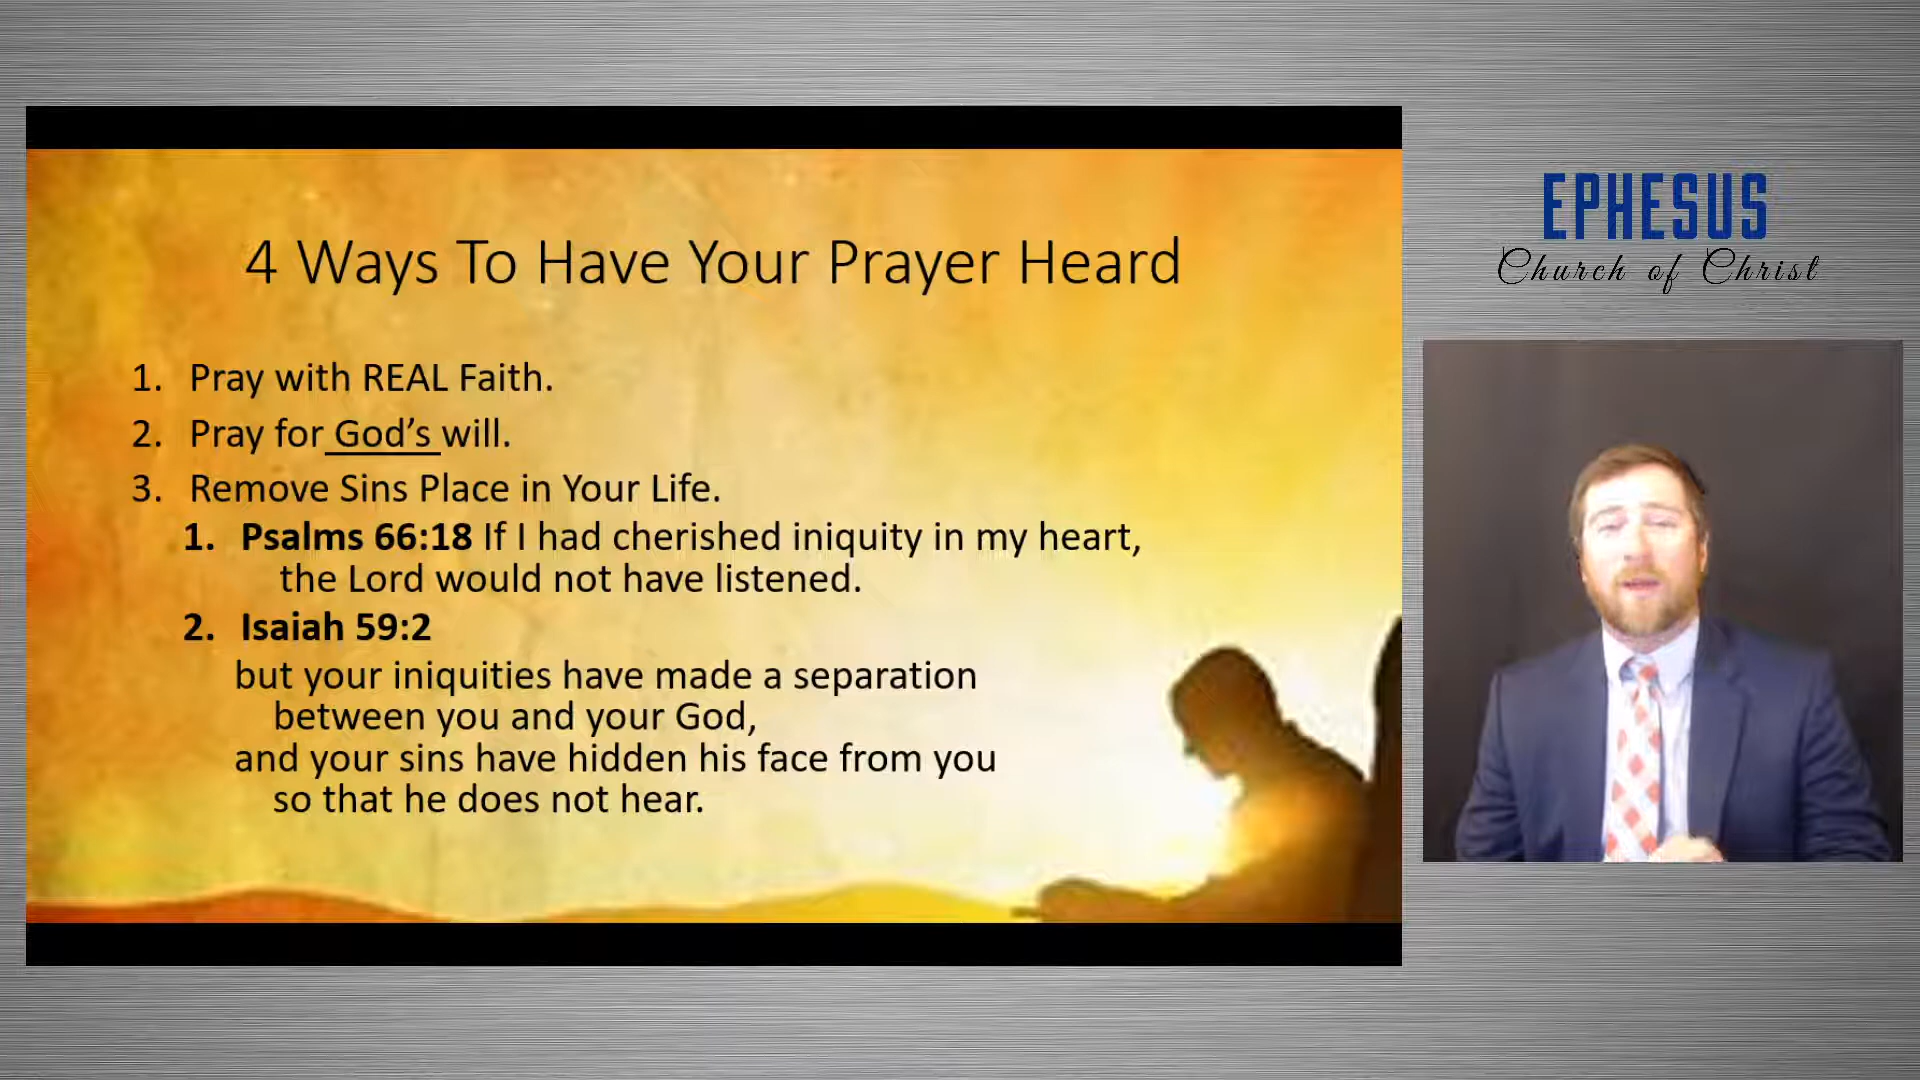 4 Ways To Have Your Prayer Heard
1. Pray with REAL Faith.
2. Pray for God’s will.
3. Remove Sins Place in Your Life.
1. Psalms 66:18 If I had cherished iniquity in my heart,
the Lord would not have listened.
2. Isaiah 59:2
but your iniquities have made a separation
between you and your God,
and your sins have hidden his face from you
so that he does not hear.
EPHESUS
Church of Christ